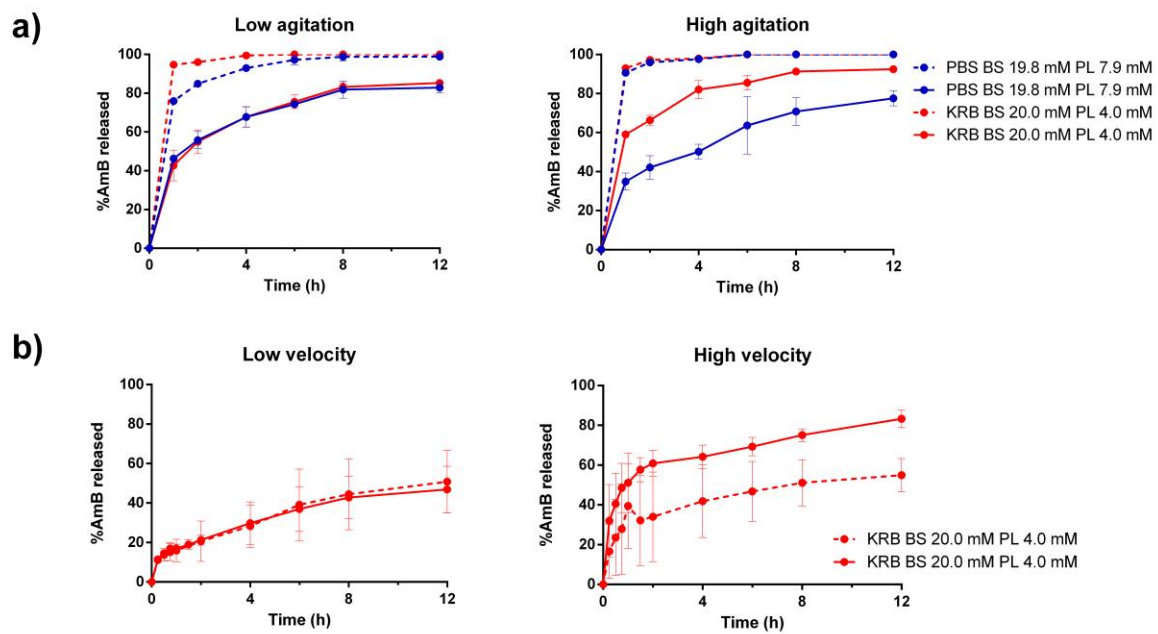 a)
Low agitation
High agitation
100
80
60
40
20
0
%AmB released
0
4
8
12
Time (h)
100
80
60
40
20
0
%AmB released
0
4
8
12
Time (h)
PBS BS 19.8 mM PL 7.9 mM
PBS BS 19.8 mM PL 7.9 mM
KRB BS 20.0 mM PL 4.0 mM
KRB BS 20.0 mM PL 4.0 mM
b)
Low velocity
High velocity
100
80
60
40
20
0
%AmB released
0
2
4
6
8
10
12
Time (h)
100
80
60
40
20
0
%AmB released
0
4
8
12
Time (h)
KRB BS 20.0 mM PL 4.0 mM
KRB BS 20.0 mM PL 4.0 mM